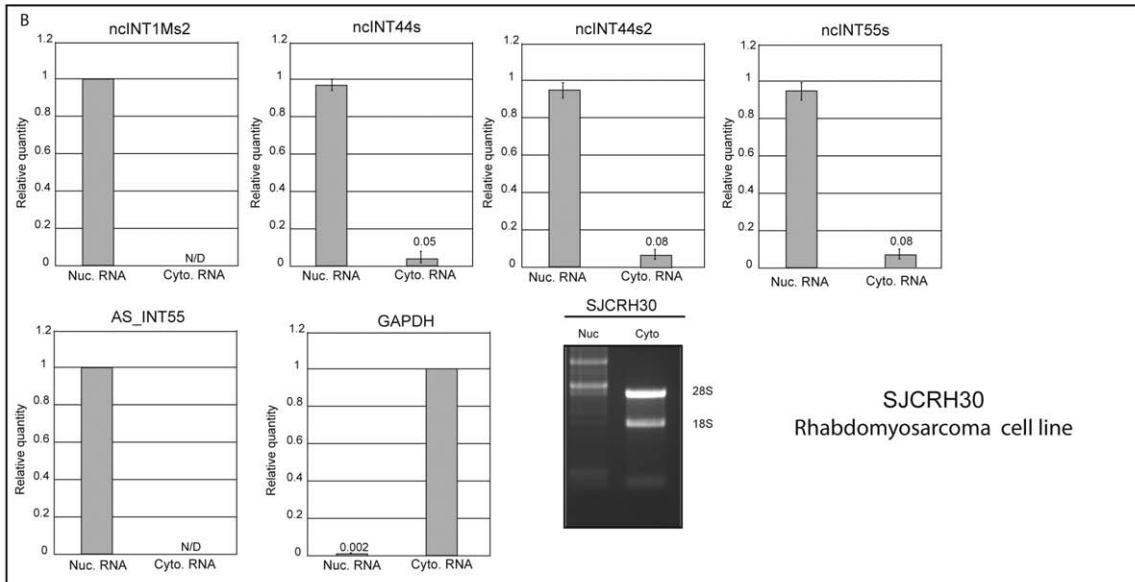 B
ncINT1Ms2
1.2
1
0.8
0.6
0.4
0.2
0
Relative quantity
N/D
Nuc. RNA Cyto. RNA
ncINT44s
1.2
1
0.8
0.6
0.4
0.2
0
Relative quantity
0.05
Nuc. RNA Cyto. RNA
ncINT44s2
1.2
1
0.8
0.6
0.4
0.2
0
Relative quantity
0.08
Nuc. RNA Cyto. RNA
ncINT55s
1.2
1
0.8
0.6
0.4
0.2
0
Relative quantity
0.08
Nuc. RNA Cyto. RNA
AS_INT55
1.2
1
0.8
0.6
0.4
0.2
0
Relative quantity
N/D
Nuc. RNA Cyto. RNA
GAPDH
1.2
1
0.8
0.6
0.4
0.2
0
Relative quantity
0.002
Nuc. RNA Cyto. RNA
SJCRH30
Nuc Cyto
28S
18S
SJCRH30
Rhabdomyosarcoma cell line